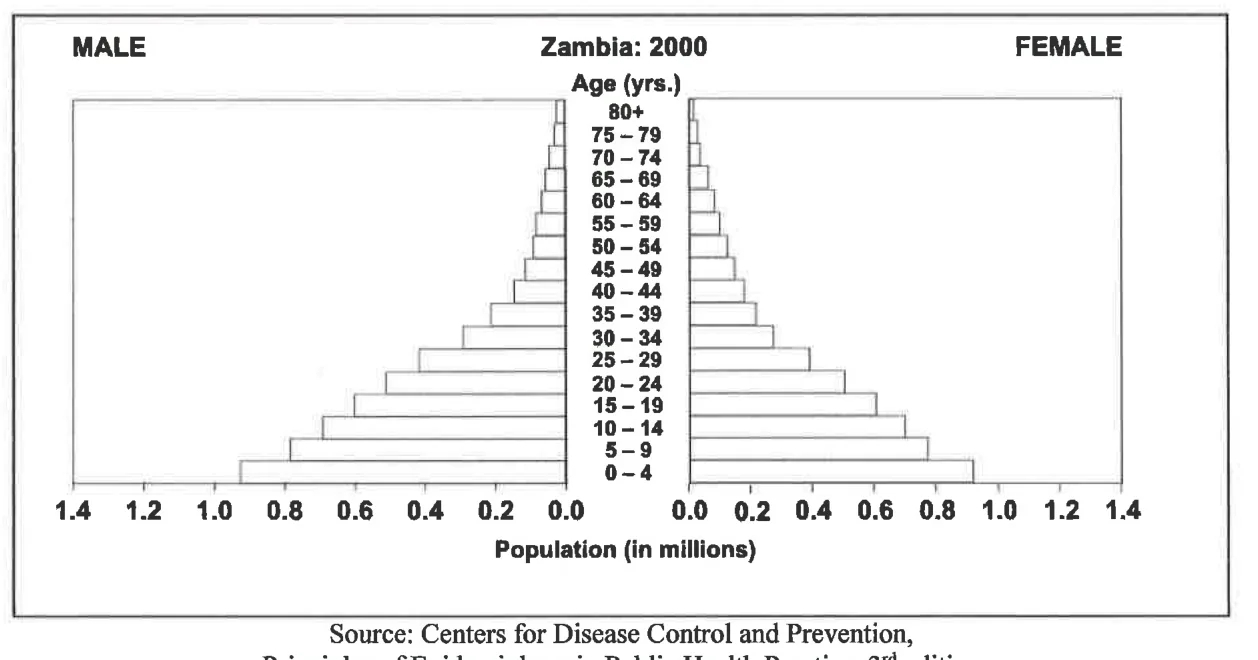 MALE Zambia: 2000 FEMALE
Age (yrs.)
80+
75 – 79
70 – 74
65 – 69
60 – 64
55 – 59
50 – 54
45 – 49
40 – 44
35 – 39
30 – 34
25 – 29
20 – 24
15 – 19
10 – 14
5 – 9
0 – 4
1.4 1.2 1.0 0.8 0.6 0.4 0.2 0.0 0.0 0.2 0.4 0.6 0.8 1.0 1.2 1.4
Population (in millions)
Source: Centers for Disease Control and Prevention,